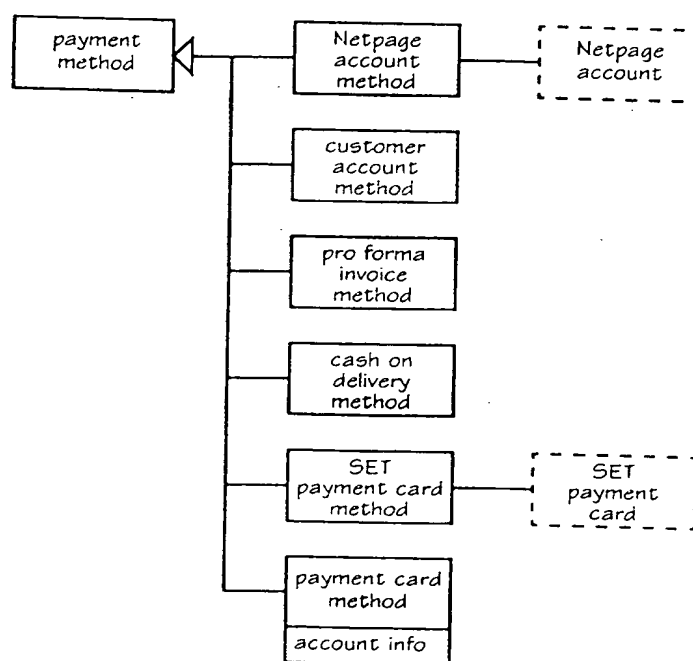 payment
method
Netpage
account
method
Netpage
account
customer
account
method
pro forma
invoice
method
cash on
delivery
method
SET
payment card
method
SET
payment
card
payment card
method
account info